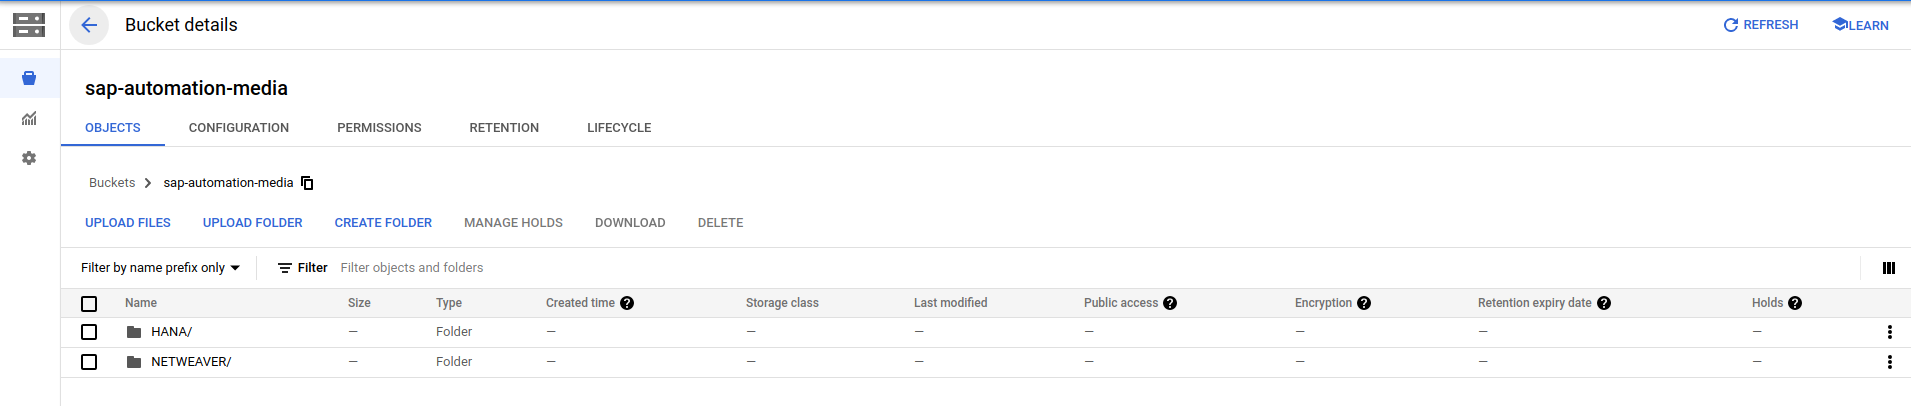 Bucket details REFRESH LEARN
sap-automation-media
OBJECTS CONFIGURATION PERMISSIONS RETENTION LIFECYCLE
Buckets > sap-automation-media
UPLOAD FILES UPLOAD FOLDER CREATE FOLDER MANAGE HOLDS DOWNLOAD DELETE
Filter by name prefix only Filter Filter objects and folders
Name Size Type Created time ? Storage class Last modified Public access ? Encryption ? Retention expiry date ? Holds ?
HANA/ — Folder — — — — — — —
NETWEAVER/ — Folder — — — — — — —